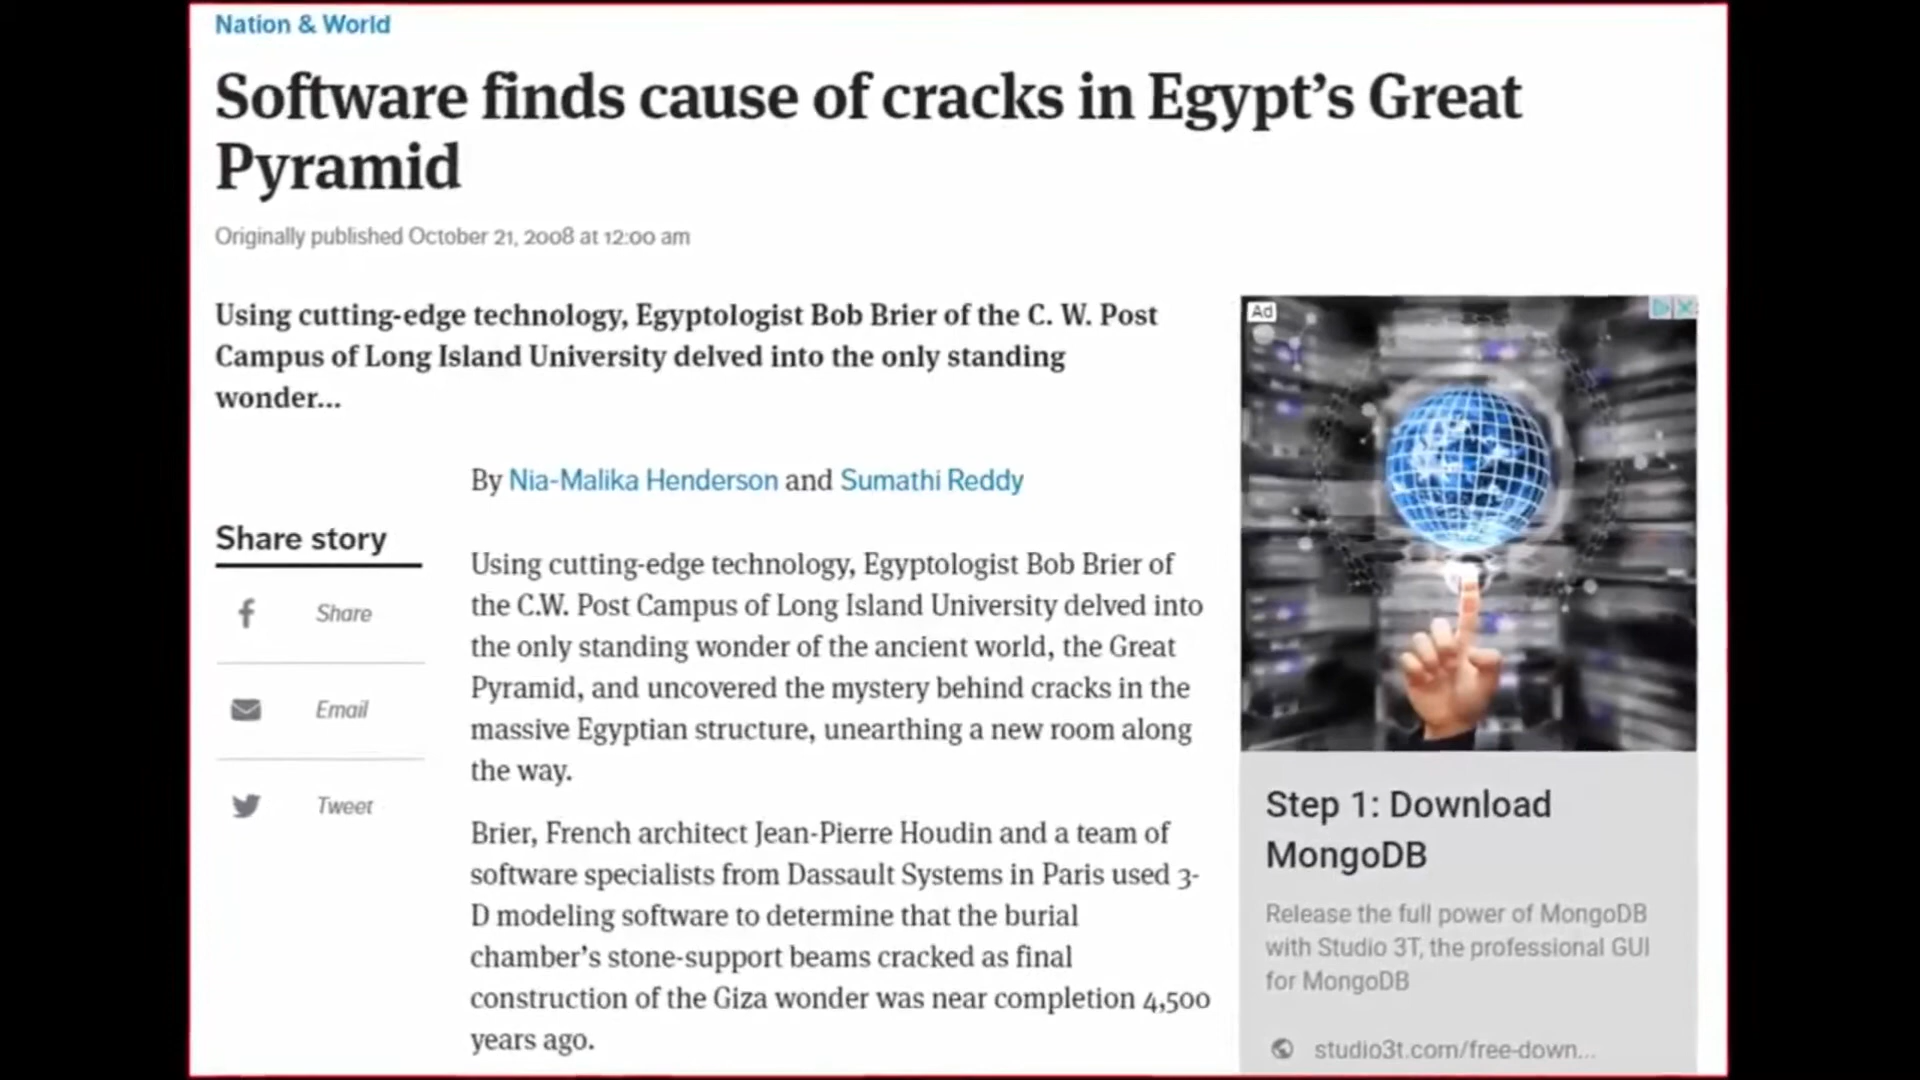 Nation & World
Software finds cause of cracks in Egypt’s Great
Pyramid
Originally published October 21, 2008 at 12:00 am
Using cutting-edge technology, Egyptologist Bob Brier of the C. W. Post
Campus of Long Island University delved into the only standing
wonder...
By Nia-Malika Henderson and Sumathi Reddy
Share story
Share
Email
Tweet
Using cutting-edge technology, Egyptologist Bob Brier of
the C.W. Post Campus of Long Island University delved into
the only standing wonder of the ancient world, the Great
Pyramid, and uncovered the mystery behind cracks in the
massive Egyptian structure, unearthing a new room along
the way.
Brier, French architect Jean-Pierre Houdin and a team of
software specialists from Dassault Systems in Paris used 3-
D modeling software to determine that the burial
chamber’s stone-support beams cracked as final
construction of the Giza wonder was near completion 4,500
years ago.
Ad
Step 1: Download
MongoDB
Release the full power of MongoDB
with Studio 3T, the professional GUI
for MongoDB
studio3t.com/free-down...